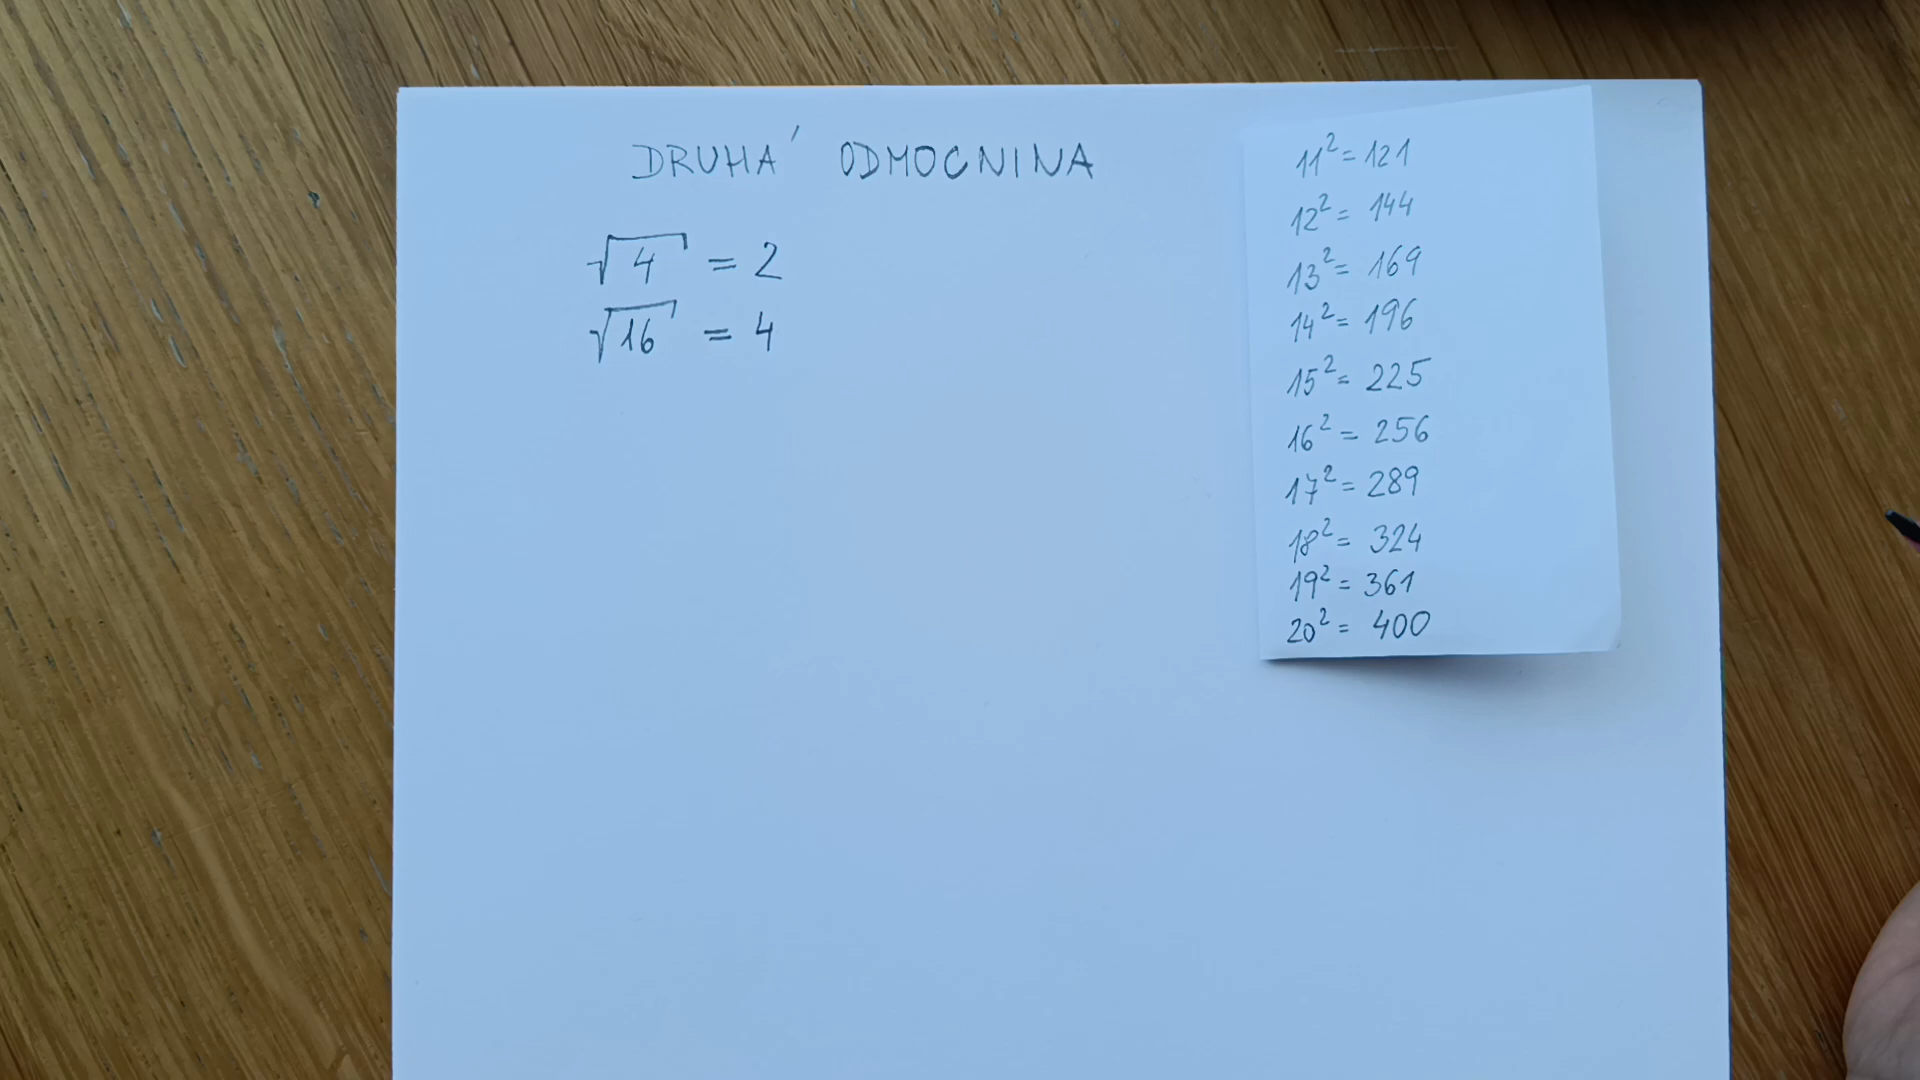 DRUHÁ ODMOCNINA
√4 = 2
√16 = 4
11² = 121
12² = 144
13² = 169
14² = 196
15² = 225
16² = 256
17² = 289
18² = 324
19² = 361
20² = 400